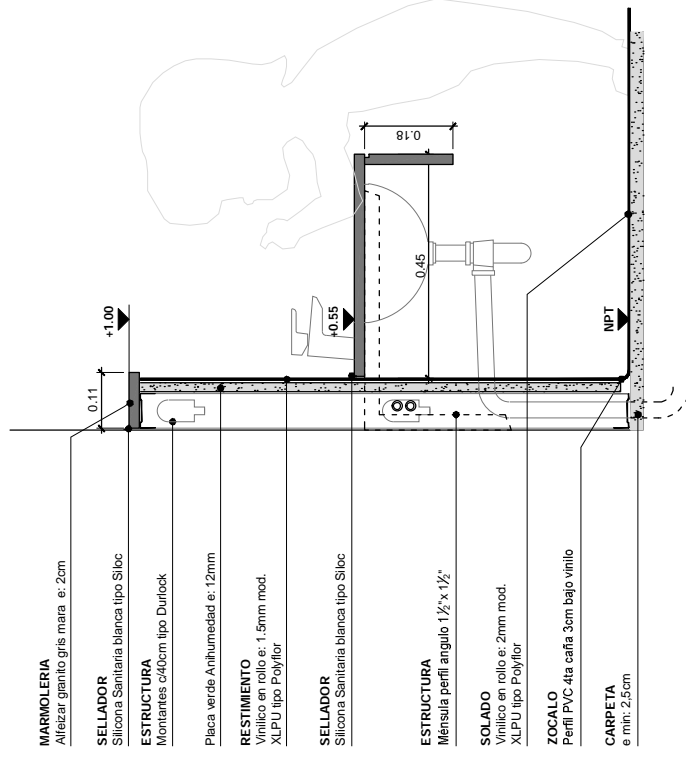 MARMOLERIA
Alfeizar granito gris mara e: 2cm
SELLADOR
Silicona Sanitaria blanca tipo Siloc
ESTRUCTURA
Montantes c/40cm tipo Durlock
Placa verde Anihumedad e: 12mm
RESTIMIENTO
Vinilico en rollo e: 1.5mm mod.
XLPU tipo Polyflor
SELLADOR
Silicona Sanitaria blanca tipo Siloc
ESTRUCTURA
Ménsula perfil angulo 1½"x 1½"
SOLADO
Vinilico en rollo e: 2mm mod.
XLPU tipo Polyflor
ZOCALO
Perfil PVC 4ta caña 3cm bajo vinilo
CARPETA
e min: 2,5cm
0.11
+1.00
+0.55
NPT
0.45
0.18